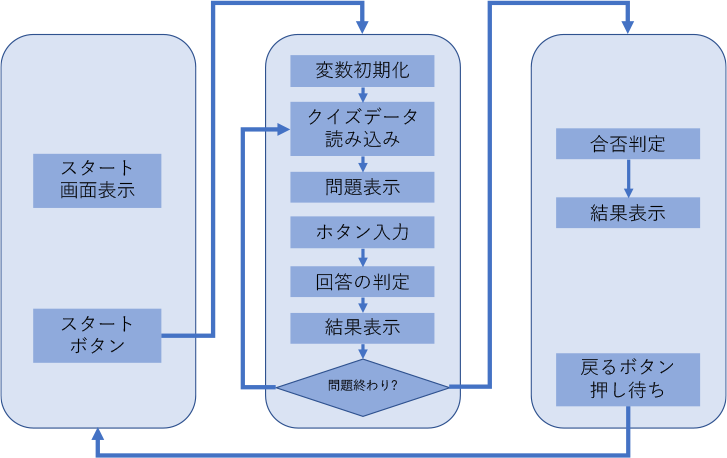 スタート
画面表示
スタート
ボタン
変数初期化
クイズデータ
読み込み
問題表示
ボタン入力
回答の判定
結果表示
問題終わり?
合否判定
結果表示
戻るボタン
押し待ち